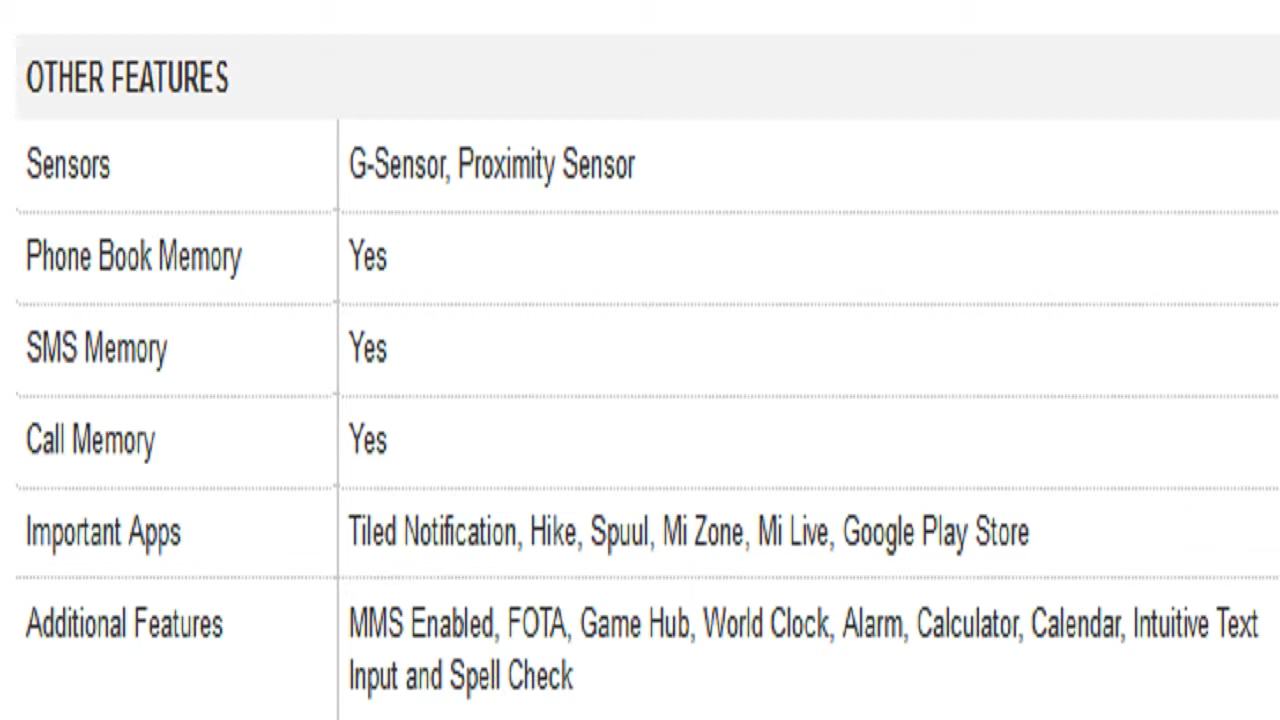 OTHER FEATURES
Sensors G-Sensor, Proximity Sensor
Phone Book Memory Yes
SMS Memory Yes
Call Memory Yes
Important Apps Tiled Notification, Hike, Spuul, Mi Zone, Mi Live, Google Play Store
Additional Features MMS Enabled, FOTA, Game Hub, World Clock, Alarm, Calculator, Calendar, Intuitive Text
Input and Spell Check